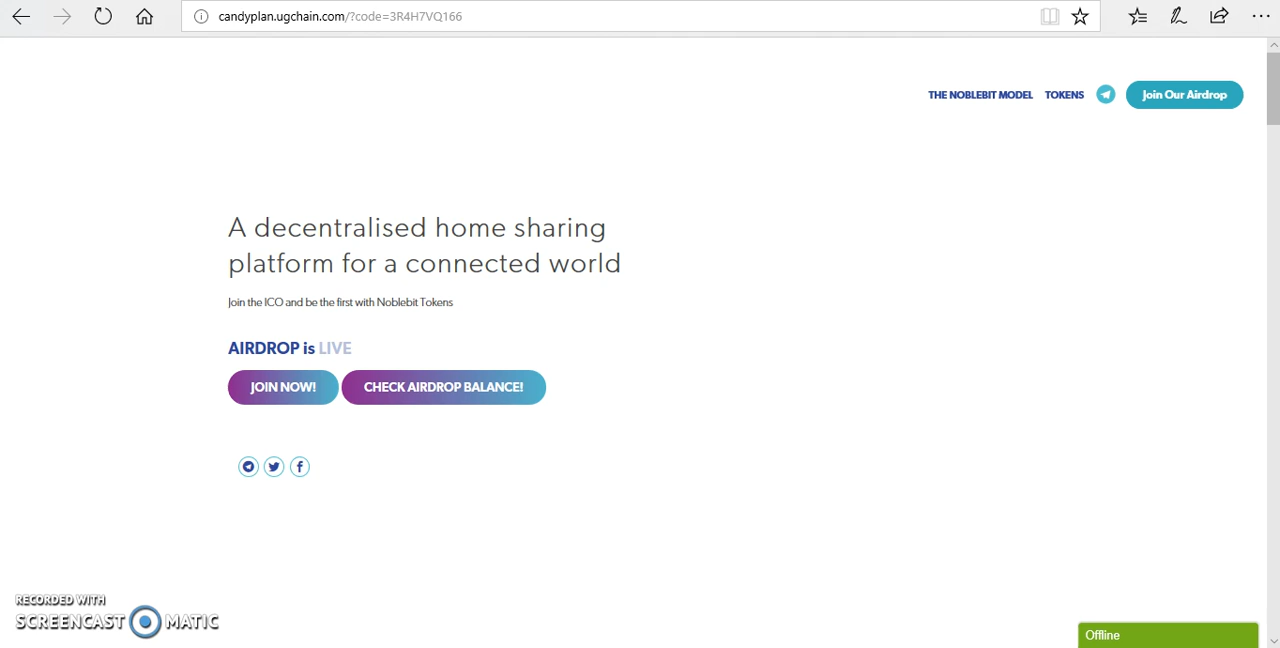 candyplan.ugchain.com/?code=3R4H7VQ166
THE NOBLEBIT MODEL TOKENS Join Our Airdrop
A decentralised home sharing
platform for a connected world
Join the ICO and be the first with Noblebit Tokens
AIRDROP is LIVE
JOIN NOW! CHECK AIRDROP BALANCE!
RECORDED WITH
SCREENCAST MATIC
Offline